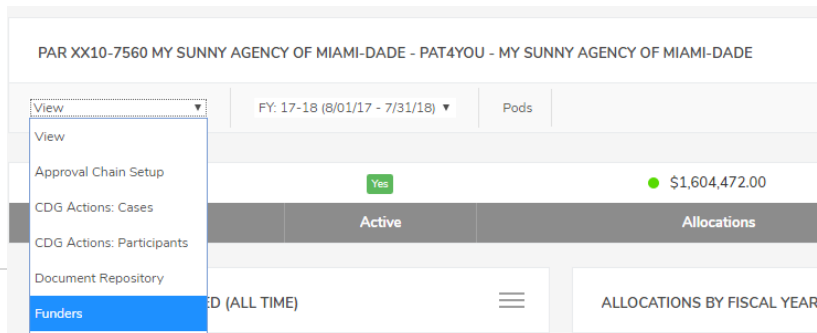 PAR XX10-7560 MY SUNNY AGENCY OF MIAMI-DADE - PAT4YOU - MY SUNNY AGENCY OF MIAMI-DADE
View FY: 17-18 (8/01/17 - 7/31/18) Pods
View
Approval Chain Setup
Yes $1,604,472.00
CDG Actions: Cases
Active Allocations
CDG Actions: Participants
Document Repository
ED (ALL TIME) ALLOCATIONS BY FISCAL YEAR
Funders